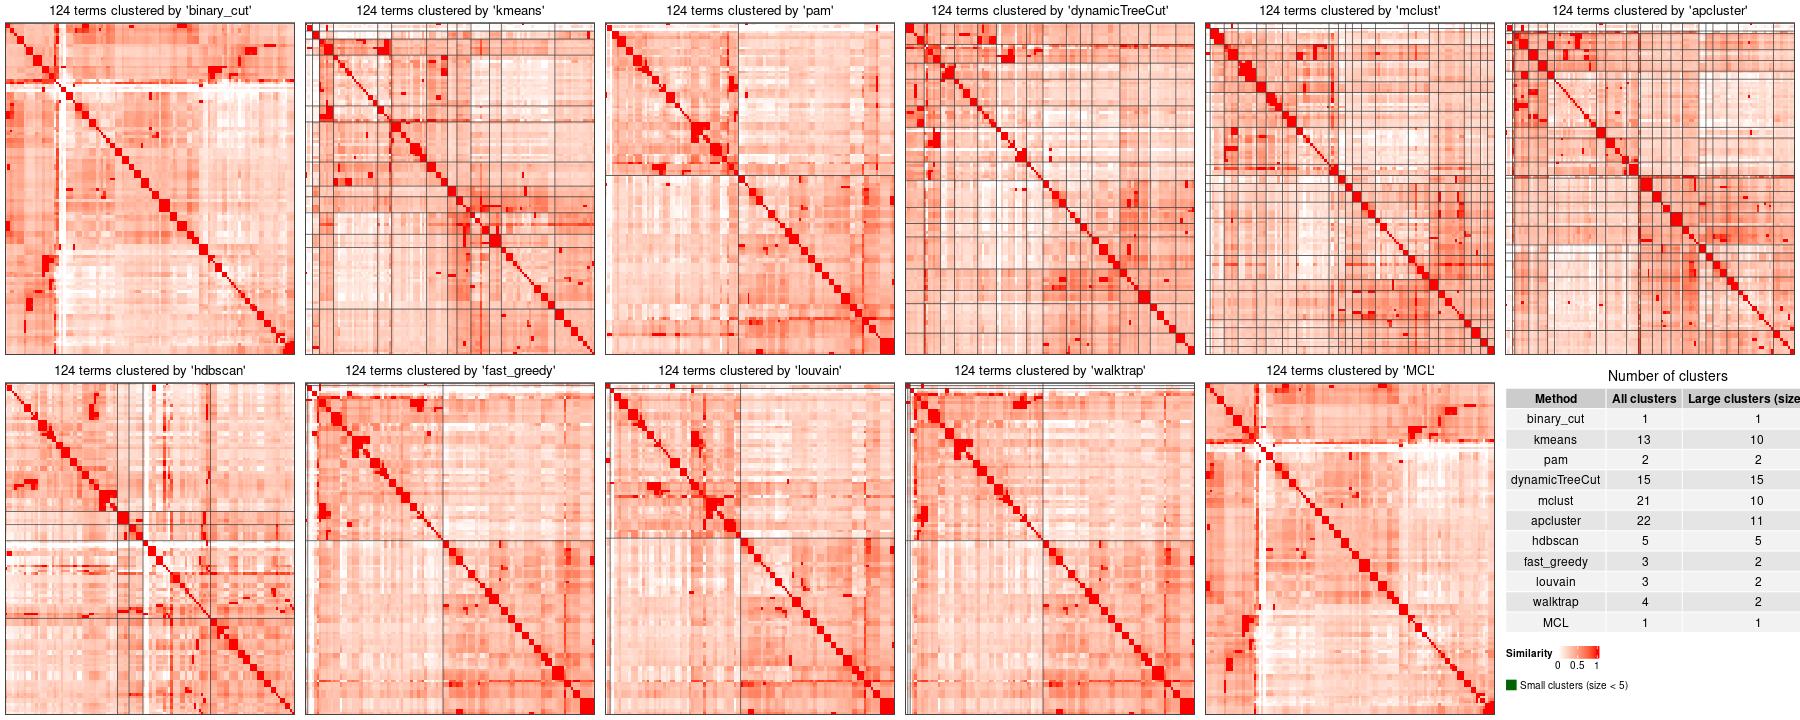 124 terms clustered by 'binary_cut'
124 terms clustered by 'kmeans'
124 terms clustered by 'pam'
124 terms clustered by 'dynamicTreeCut'
124 terms clustered by 'mclust'
124 terms clustered by 'apcluster'
124 terms clustered by 'hdbscan'
124 terms clustered by 'fast_greedy'
124 terms clustered by 'louvain'
124 terms clustered by 'walktrap'
124 terms clustered by 'MCL'
Number of clusters
Method All clusters Large clusters (size
binary_cut 1 1
kmeans 13 10
pam 2 2
dynamicTreeCut 15 15
mclust 21 10
apcluster 22 11
hdbscan 5 5
fast_greedy 3 2
louvain 3 2
walktrap 4 2
MCL 1 1
Similarity
0 0.5 1
Small clusters (size < 5)